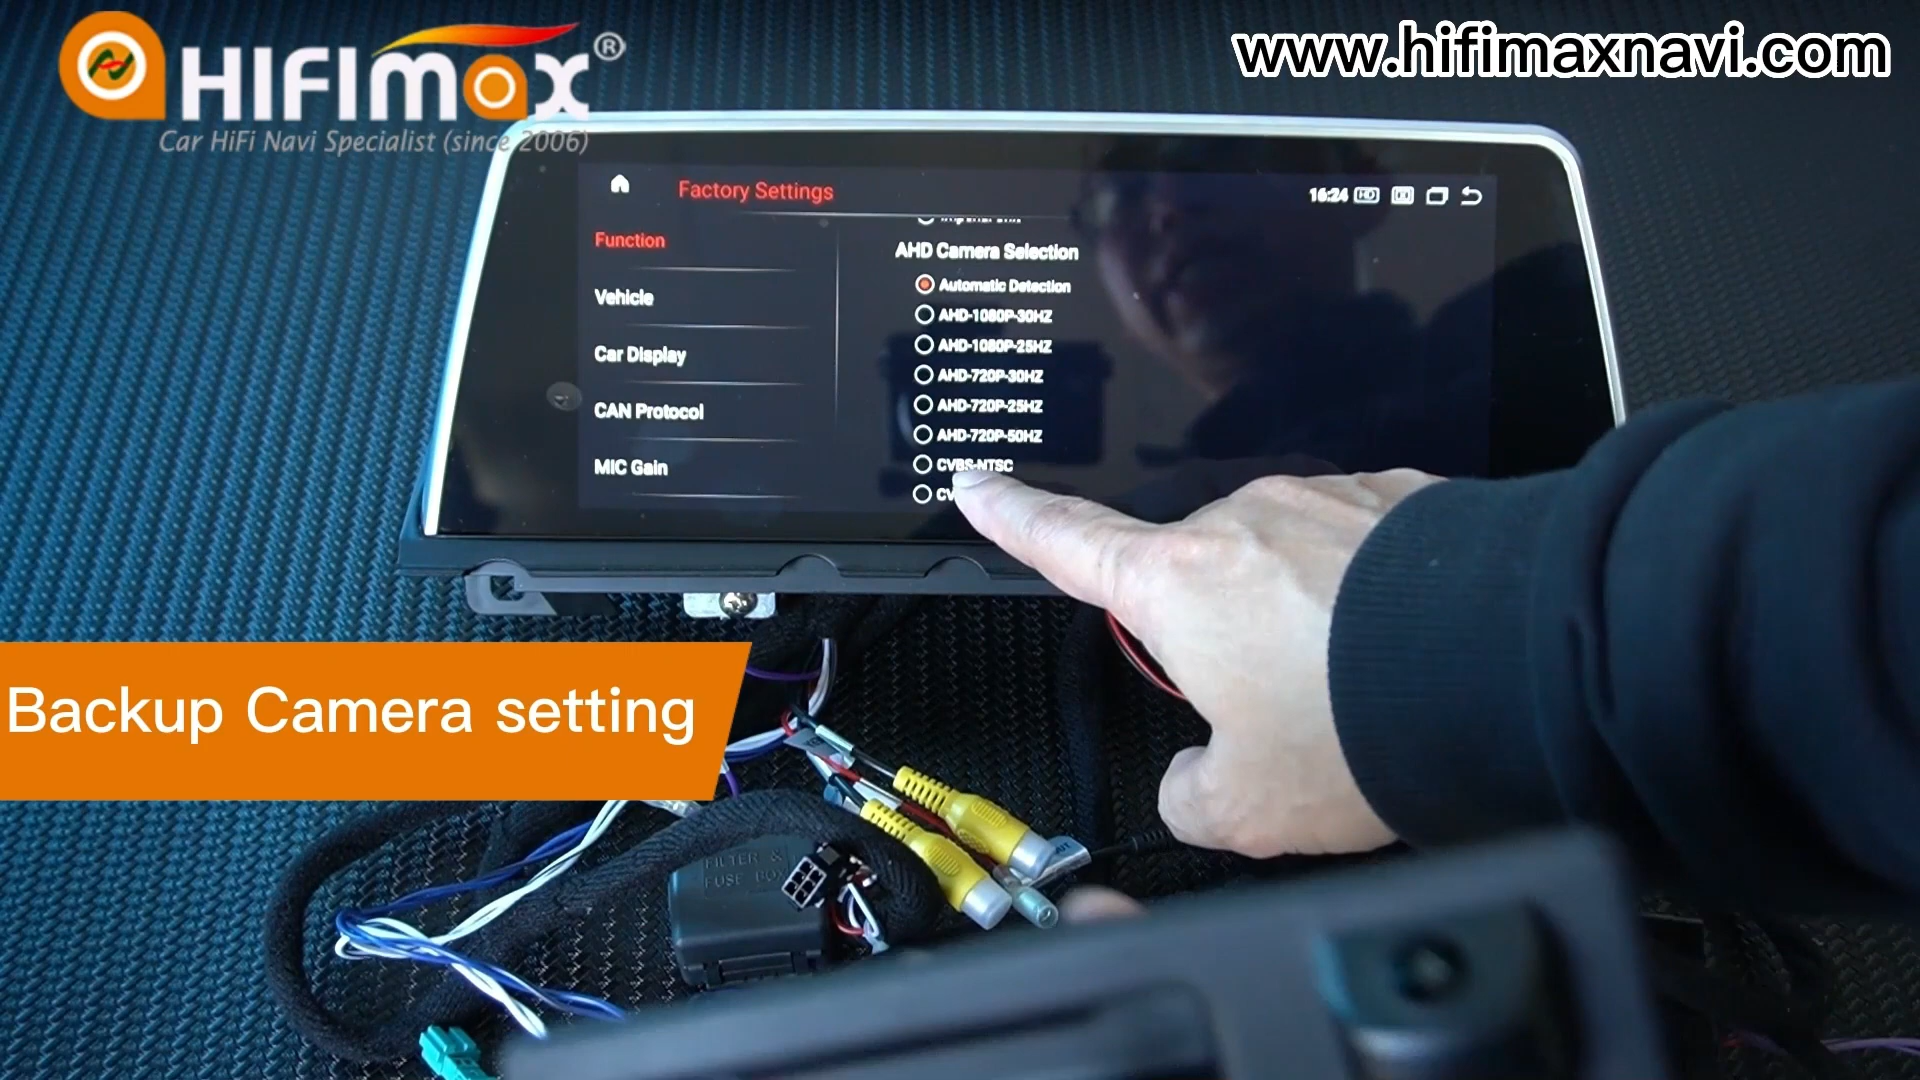 HIFIMAX®
Car HiFi Navi Specialist (since 2006)
www.hifimaxnavi.com
Factory Settings
16:24
HD
Function
Vehicle
Car Display
CAN Protocol
MIC Gain
AHD Camera Selection
Automatic Detection
AHD-1080P-30HZ
AHD-1080P-25HZ
AHD-720P-30HZ
AHD-720P-25HZ
AHD-720P-50HZ
CVBS-NTSC
Backup Camera setting
FILTER &
FUSE BOX